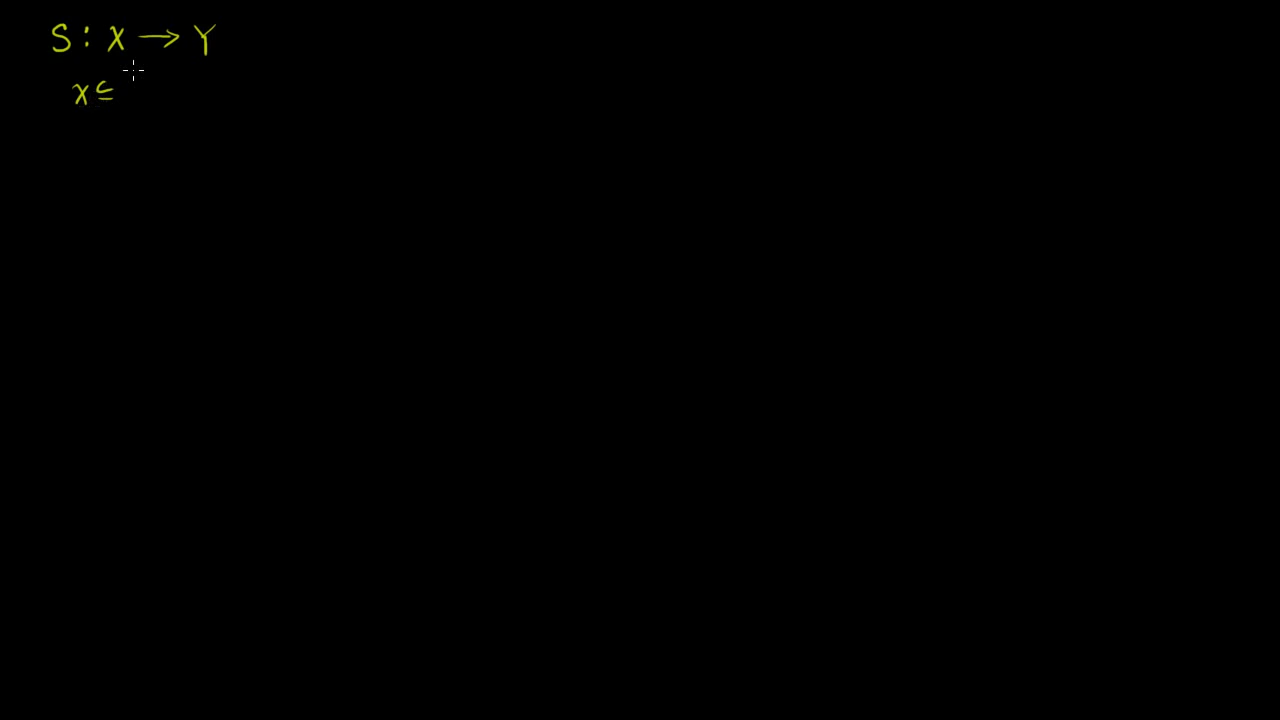 S : X → Y
X ⊆